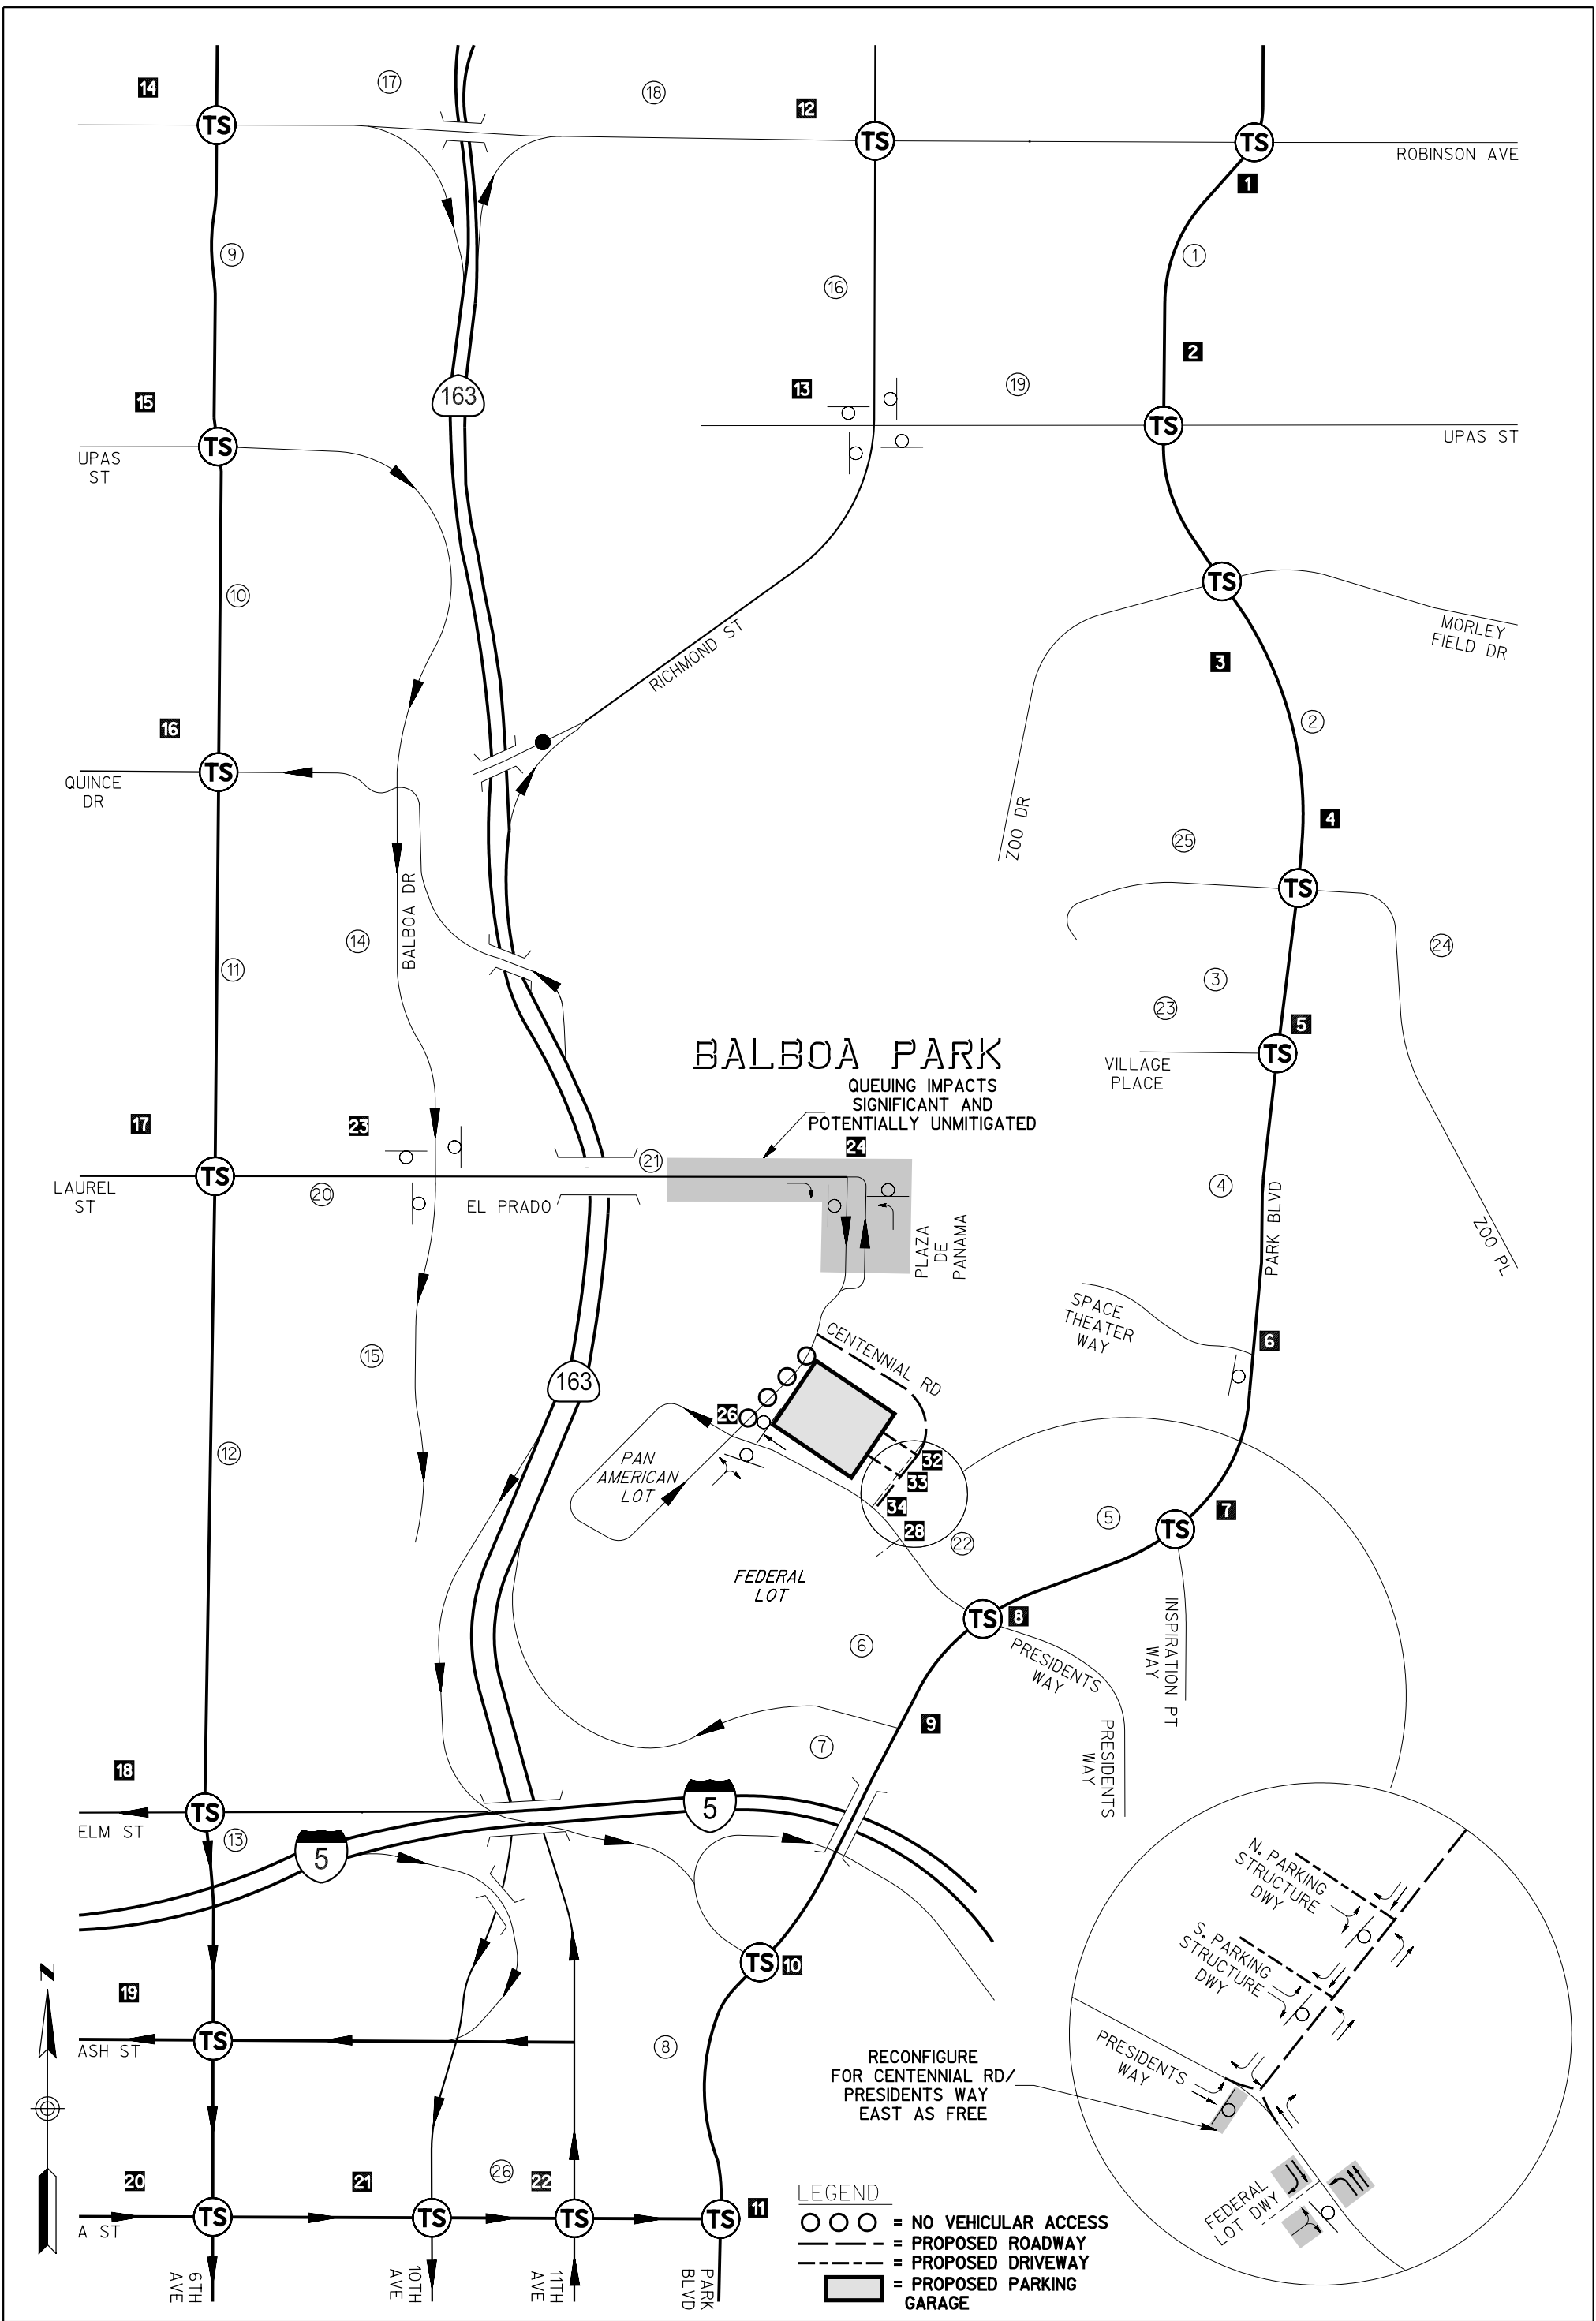 14
17
18
12
TS
TS
TS
ROBINSON AVE
1
9
1
16
2
163
13
19
15
TS
UPAS ST
TS
UPAS
ST
TS
10
MORLEY
FIELD DR
RICHMOND ST
3
2
16
TS
QUINCE
DR
ZOO DR
4
25
TS
BALBOA DR
14
24
11
3
23
5
BALBOA PARK
TS
VILLAGE
PLACE
QUEUING IMPACTS
SIGNIFICANT AND
POTENTIALLY UNMITIGATED
17
23
24
21
TS
LAUREL
ST
20
EL PRADO
4
PARK BLVD
PLAZA
DE
PANAMA
ZOO PL
SPACE
THEATER
WAY
6
CENTENNIAL RD
15
163
26
12
PAN
AMERICAN
LOT
32
33
34
28
22
5
7
TS
FEDERAL
LOT
TS
8
INSPIRATION PT
WAY
6
PRESIDENTS
WAY
PRESIDENTS
WAY
9
7
18
5
TS
ELM ST
13
5
N. PARKING
STRUCTURE
DWY
S. PARKING
STRUCTURE
DWY
TS
10
N
19
TS
ASH ST
8
PRESIDENTS
WAY
RECONFIGURE
FOR CENTENNIAL RD/
PRESIDENTS WAY
EAST AS FREE
FEDERAL
LOT DWY
20
21
26
22
11
TS
TS
TS
TS
A ST
6TH
AVE
10TH
AVE
11TH
AVE
PARK
BLVD
LEGEND
= NO VEHICULAR ACCESS
= PROPOSED ROADWAY
= PROPOSED DRIVEWAY
= PROPOSED PARKING
GARAGE